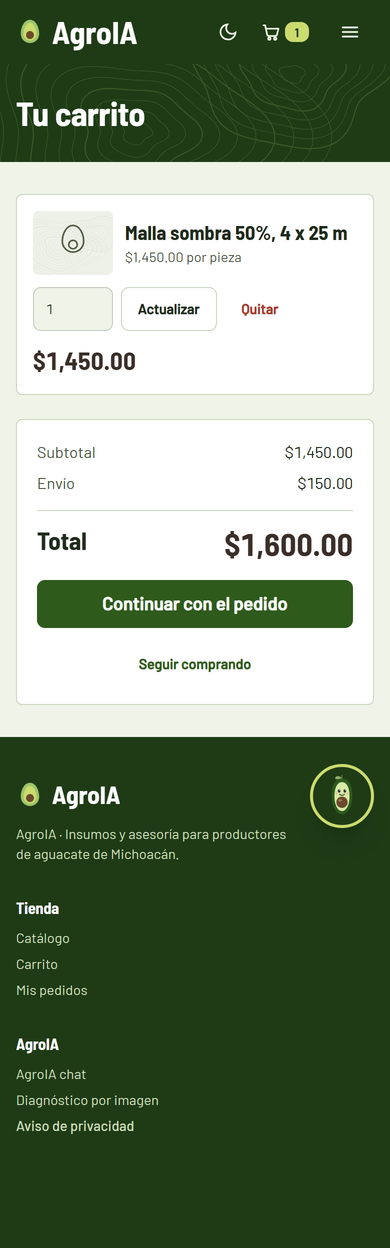 AgroIA
1
Tu carrito
Malla sombra 50%, 4 x 25 m
$1,450.00 por pieza
1
Actualizar
Quitar
$1,450.00
Subtotal
$1,450.00
Envío
$150.00
Total
$1,600.00
Continuar con el pedido
Seguir comprando
AgroIA
AgroIA · Insumos y asesoría para productores
de aguacate de Michoacán.
Tienda
Catálogo
Carrito
Mis pedidos
AgroIA
AgroIA chat
Diagnóstico por imagen
Aviso de privacidad